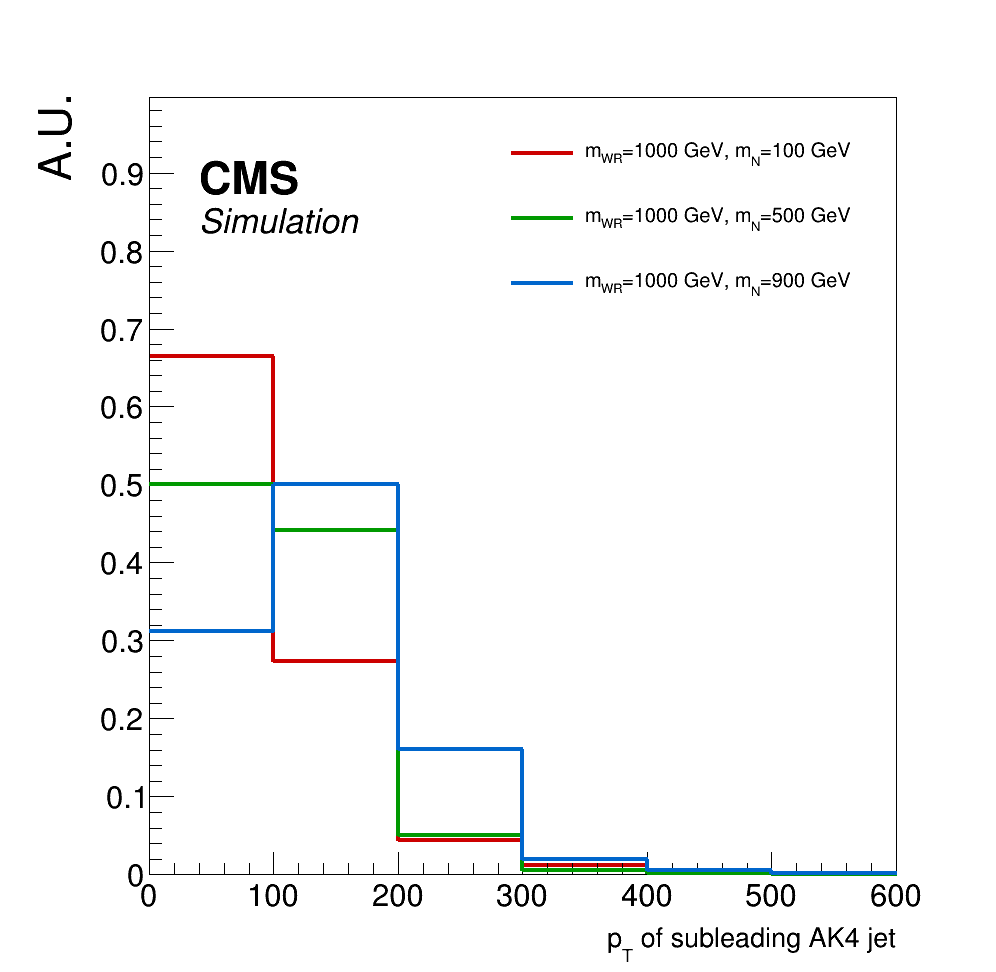 A.U.
CMS
Simulation
m_WR=1000 GeV, m_N=100 GeV
m_WR=1000 GeV, m_N=500 GeV
m_WR=1000 GeV, m_N=900 GeV
0.9
0.8
0.7
0.6
0.5
0.4
0.3
0.2
0.1
0
0 100 200 300 400 500 600
p_T of subleading AK4 jet